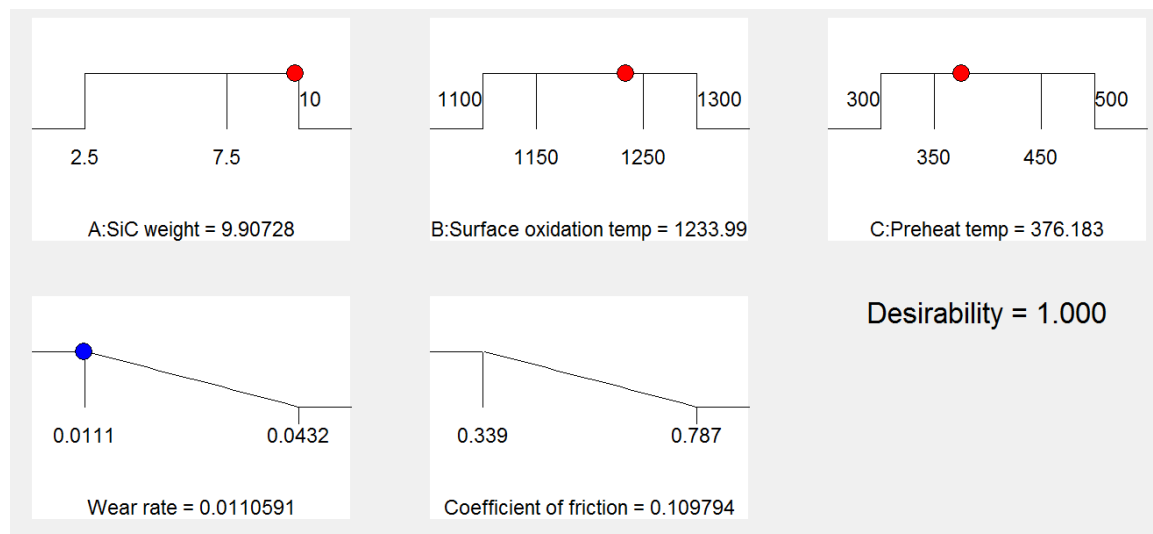 10
2.5 7.5
A:SiC weight = 9.90728
1100 1300
1150 1250
B:Surface oxidation temp = 1233.99
300 500
350 450
C:Preheat temp = 376.183
0.0111 0.0432
Wear rate = 0.0110591
0.339 0.787
Coefficient of friction = 0.109794
Desirability = 1.000